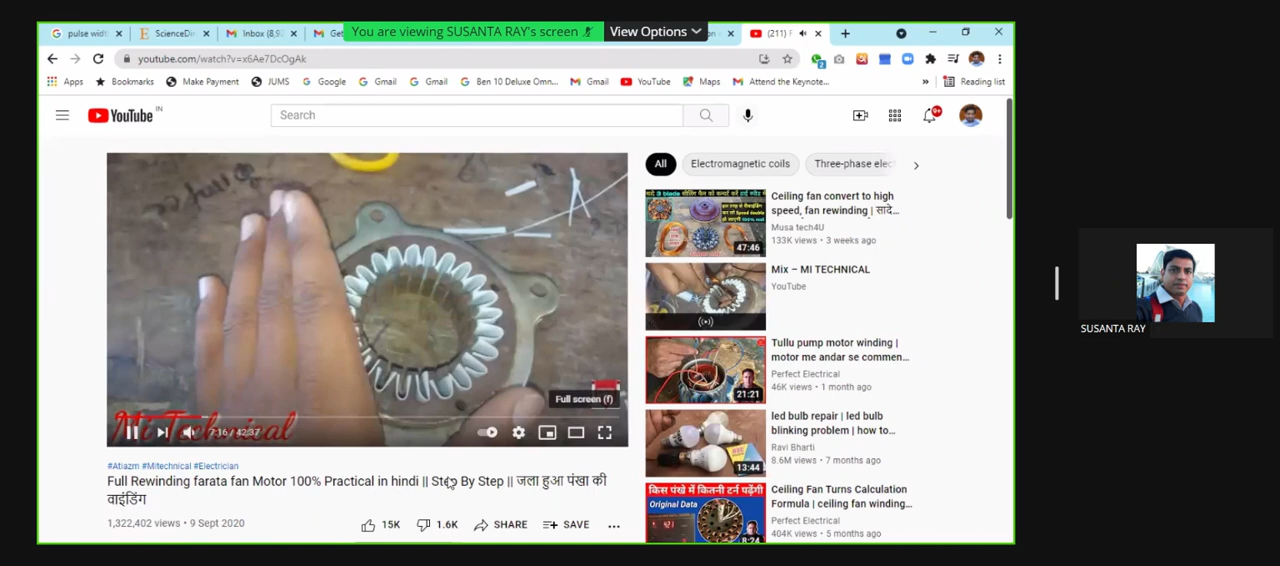 You are viewing SUSANTA RAY's screen
View Options
pulse widt
ScienceDir
Inbox (8,92
Get
(211) F
youtube.com/watch?v=x6Ae7DcOgAk
Apps
Bookmarks
Make Payment
JUMS
Google
Gmail
Gmail
Ben 10 Deluxe Omn...
Gmail
YouTube
Maps
Attend the Keynote...
»
Reading list
YouTube IN
Search
9+
All
Electromagnetic coils
Three-phase elec
Ceiling fan convert to high
speed, fan rewinding | सादे...
Musa tech4U
133K views • 3 weeks ago
47:46
Mix – MI TECHNICAL
YouTube
Tullu pump motor winding |
motor me andar se commen...
Perfect Electrical
46K views • 1 month ago
21:21
led bulb repair | led bulb
blinking problem | how to...
Ravi Bharti
8.6M views • 7 months ago
13:44
किस पंखे में कितनी टर्न पड़ेंगी
Original Data
Ceiling Fan Turns Calculation
Formula | ceiling fan winding...
Perfect Electrical
404K views • 5 months ago
8:24
Full screen (f)
Mi Technical
7:16 / 42:37
#Atiazm #Mitechnical #Electrician
Full Rewinding farata fan Motor 100% Practical in hindi || Step By Step || जला हुआ पंखा की
वाइंडिंग
1,322,402 views • 9 Sept 2020
15K
1.6K
SHARE
SAVE
SUSANTA RAY